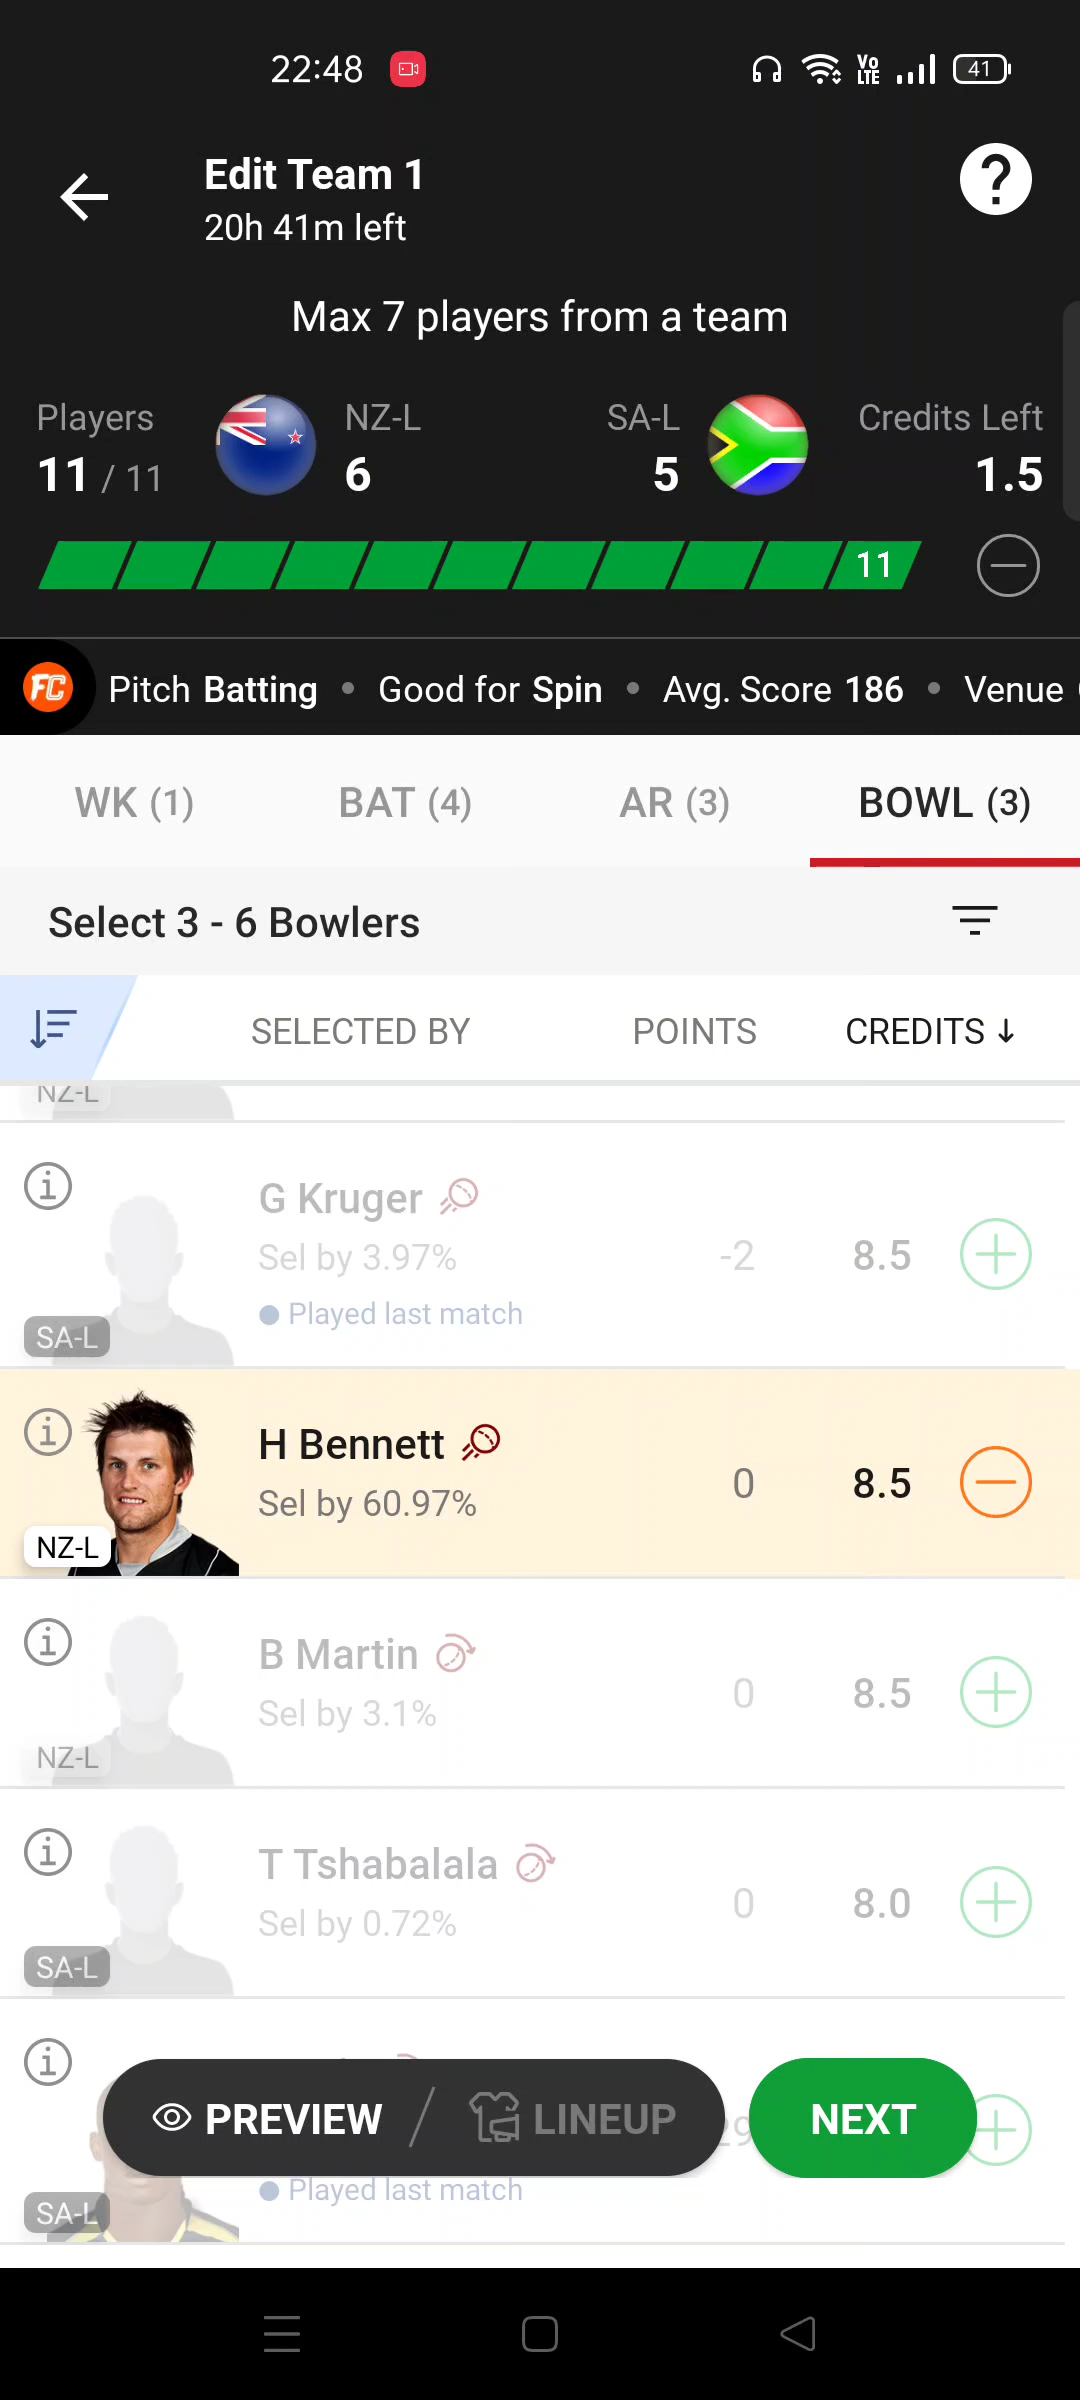 22:48
Vo LTE
41
Edit Team 1
20h 41m left
?
Max 7 players from a team
Players
11 / 11
NZ-L
6
SA-L
5
Credits Left
1.5
11
FC Pitch Batting • Good for Spin • Avg. Score 186 • Venue
WK (1)
BAT (4)
AR (3)
BOWL (3)
Select 3 - 6 Bowlers
SELECTED BY
POINTS
CREDITS ↓
NZ-L
G Kruger
Sel by 3.97%
-2
8.5
Played last match
SA-L
H Bennett
Sel by 60.97%
0
8.5
NZ-L
B Martin
Sel by 3.1%
0
8.5
NZ-L
T Tshabalala
Sel by 0.72%
0
8.0
SA-L
PREVIEW
LINEUP
NEXT
Played last match
SA-L